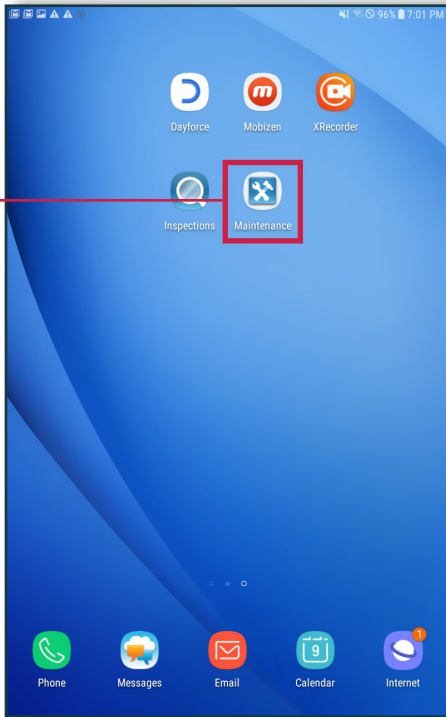 96% 7:01 PM
Dayforce Mobizen XRecorder
Inspections Maintenance
9
1
Phone Messages Email Calendar Internet